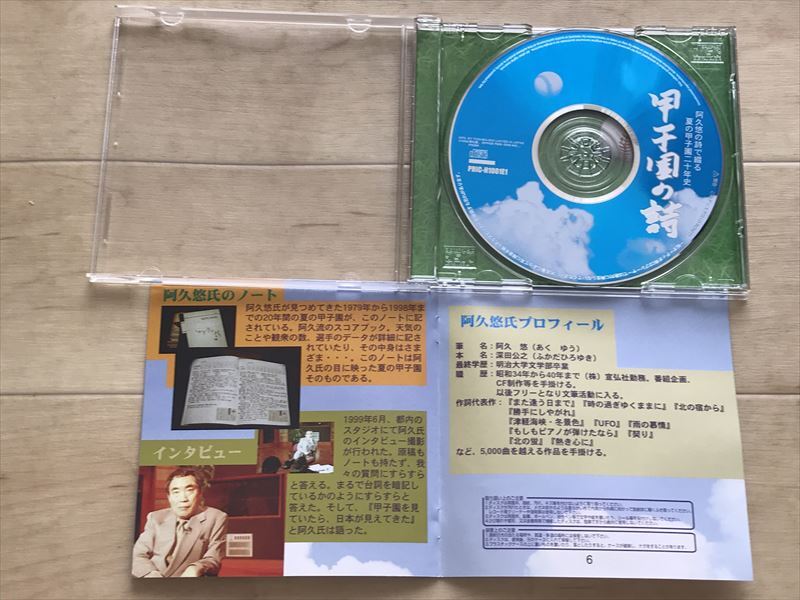 阿久悠の詩で綴る
夏の甲子園二十年史
甲子園の詩
PBIC-N1001E1
阿久悠氏のノート
阿久悠氏が見つめてきた1979年から1998年ま
での20年間の夏の甲子園が、このノートに記
されている。阿久流のスコアブック。天気の
ことや観衆の数、選手のデータが詳細に記
されていたり、その中身はさま
ざま・・・。このノートは阿
久氏の目に映った夏の甲子園
そのものである。
インタビュー
1999年6月、都内の
スタジオにて阿久氏
のインタビュー撮影
が行われた。原稿も
ノートも持たず、我
々の質問にすらすら
と答える。まるで台詞を暗記し
ているかのようにすらすらと
答えた。そして、『甲子園を見
ていたら、日本が見えてきた』
と阿久氏は語った。
阿久悠氏プロフィール
筆 名：阿久 悠（あく ゆう）
本 名：深田公之（ふかだひろゆき）
最終学歴：明治大学文学部卒業
職 歴：昭和34年から40年まで（株）宣弘社勤務。番組企画、
CF制作等を手掛ける。
以後フリーとなり文筆活動に入る。
作詞代表作：『また逢う日まで』『時の過ぎゆくままに』『北の宿から』
『勝手にしやがれ』
『津軽海峡・冬景色』『UFO』『雨の慕情』
『もしもピアノが弾けたなら』『契り』
『北の蛍』『熱き心に』
など、5,000曲を越える作品を手掛ける。
6